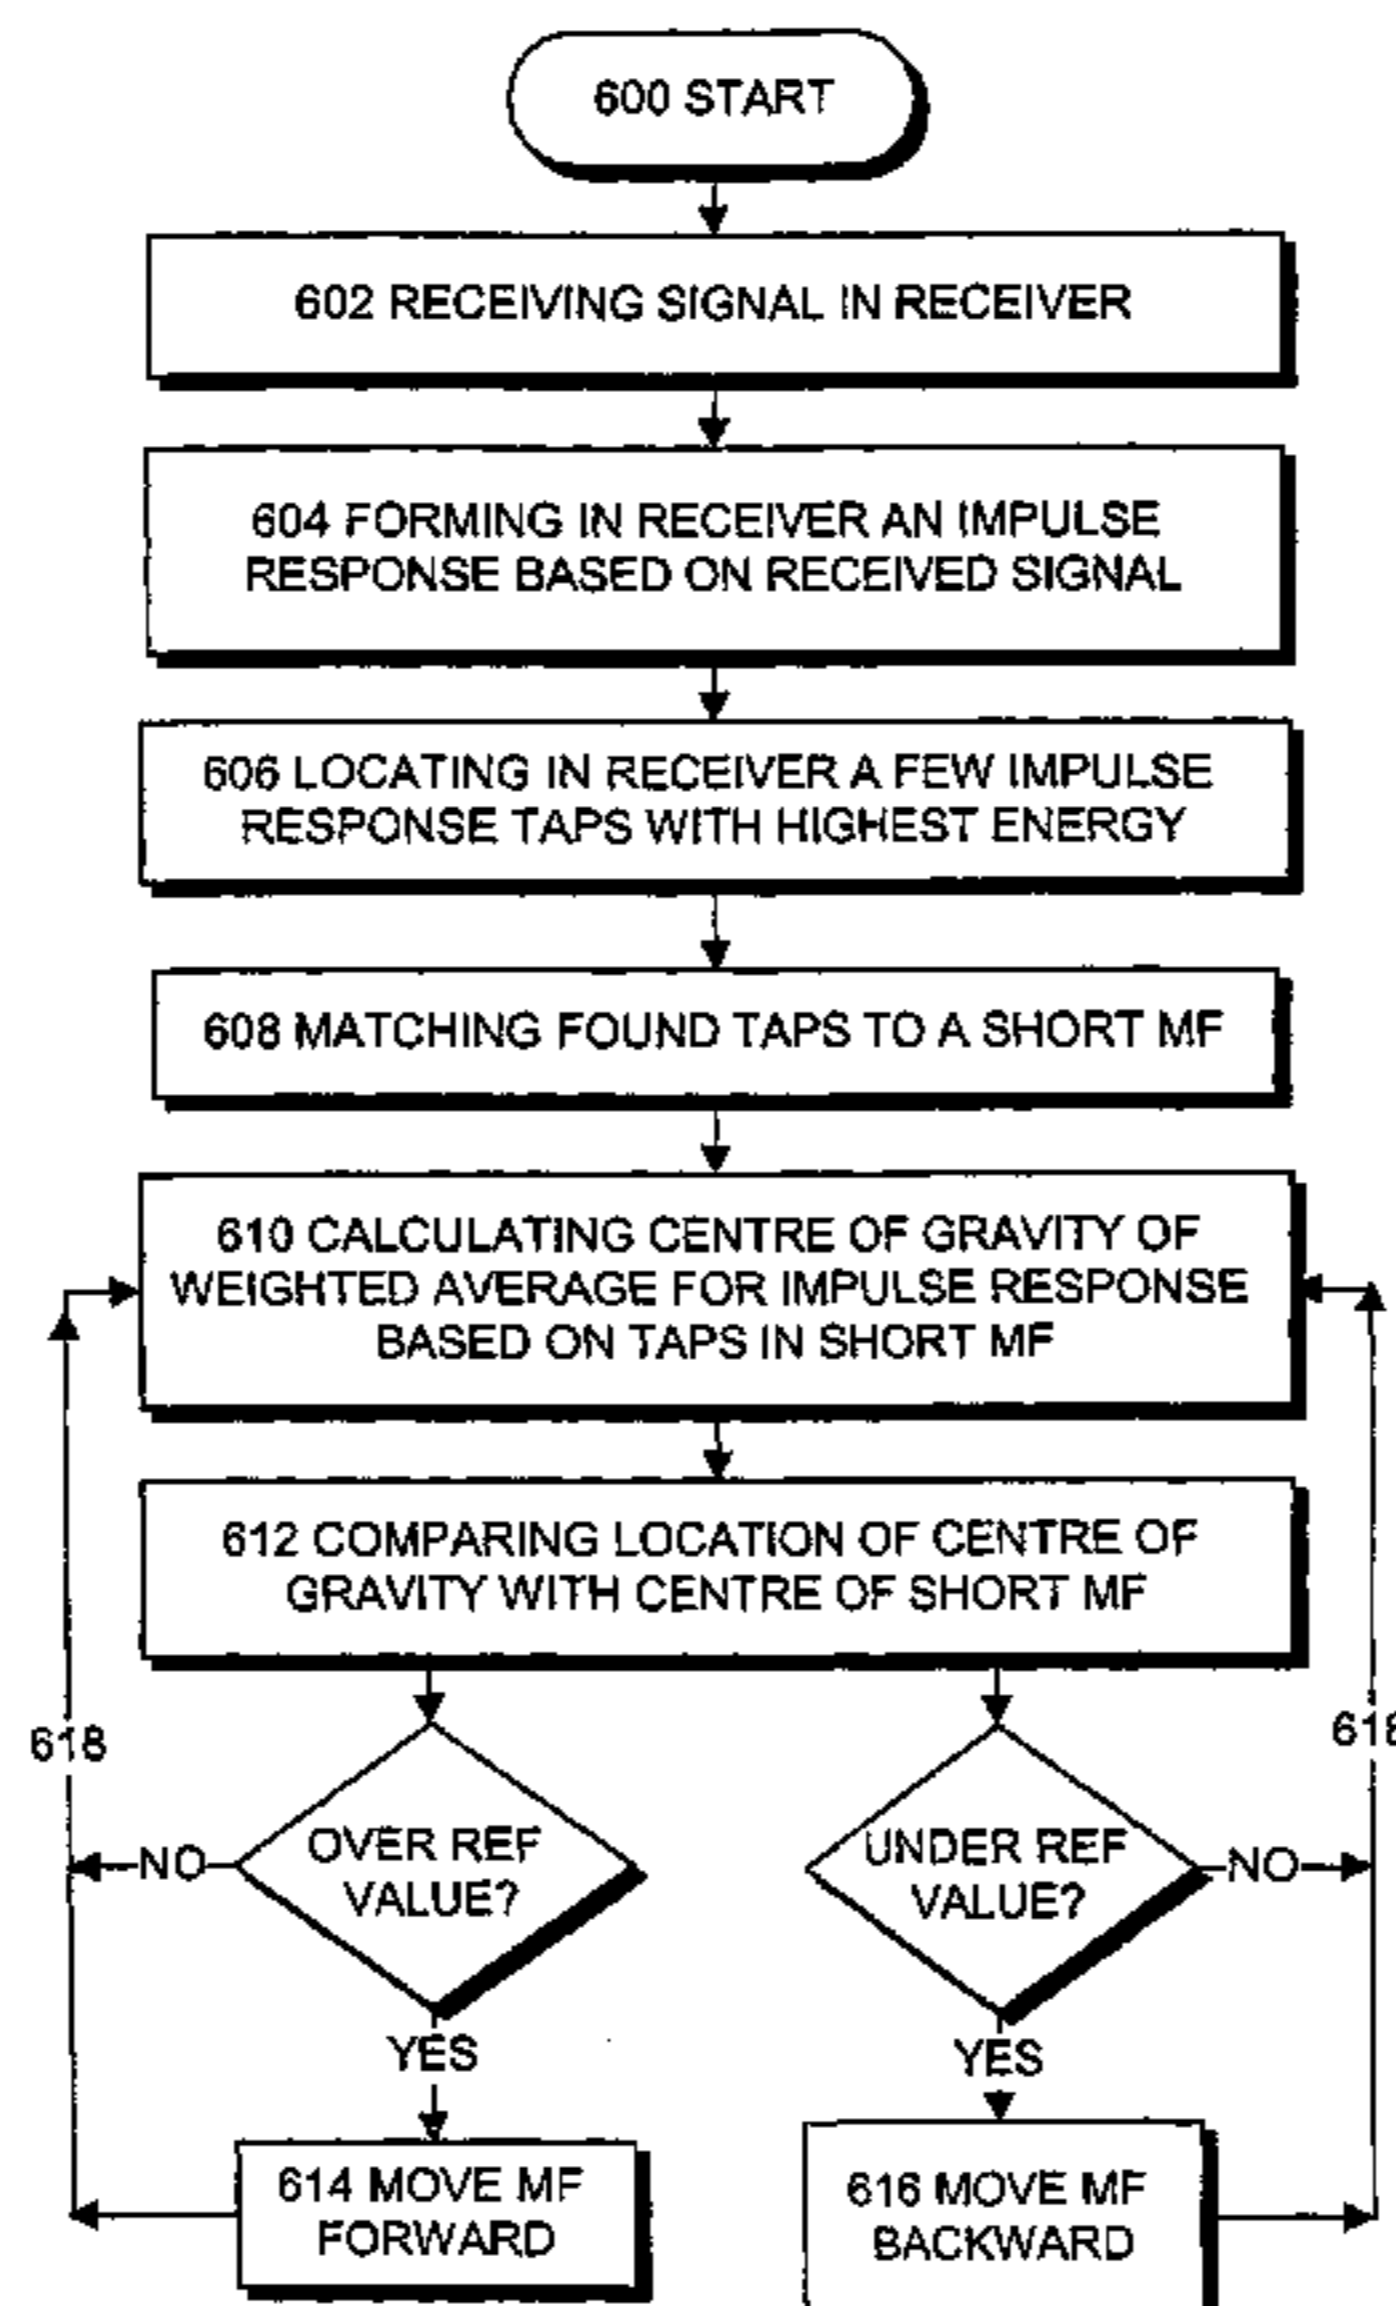 600 START
602 RECEIVING SIGNAL IN RECEIVER
604 FORMING IN RECEIVER AN IMPULSE
RESPONSE BASED ON RECEIVED SIGNAL
606 LOCATING IN RECEIVER A FEW IMPULSE
RESPONSE TAPS WITH HIGHEST ENERGY
608 MATCHING FOUND TAPS TO A SHORT MF
610 CALCULATING CENTRE OF GRAVITY OF
WEIGHTED AVERAGE FOR IMPULSE RESPONSE
BASED ON TAPS IN SHORT MF
612 COMPARING LOCATION OF CENTRE OF
GRAVITY WITH CENTRE OF SHORT MF
618
618
NO
OVER REF
VALUE?
UNDER REF
VALUE?
NO
YES
YES
614 MOVE MF
FORWARD
616 MOVE MF
BACKWARD